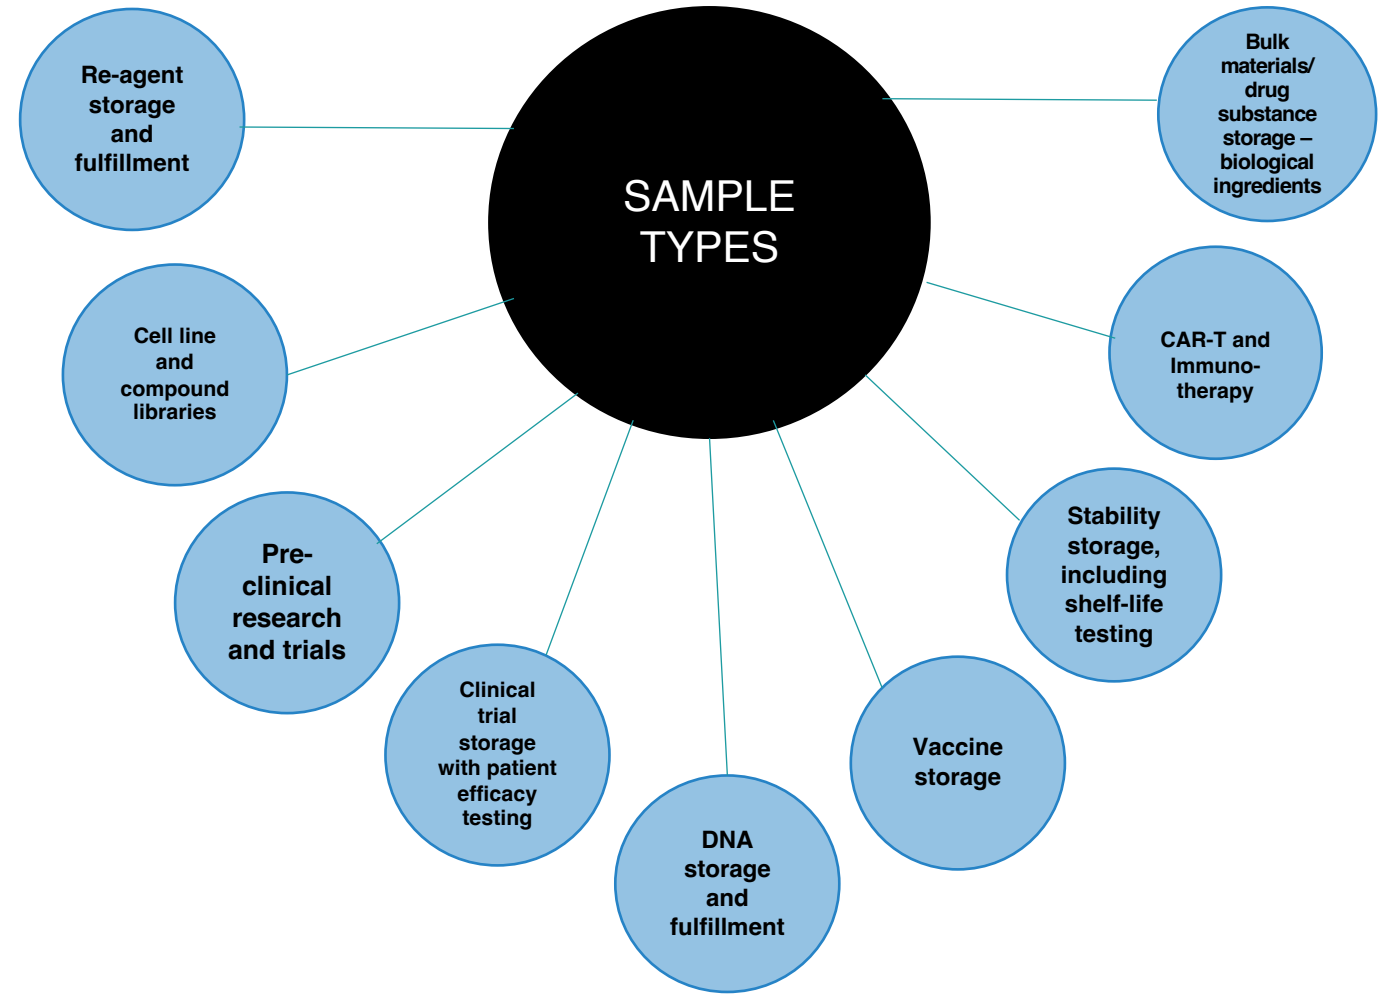 SAMPLE
TYPES
Re-agent
storage
and
fulfillment
Cell line
and
compound
libraries
Pre-
clinical
research
and trials
Clinical
trial
storage
with patient
efficacy
testing
DNA
storage
and
fulfillment
Vaccine
storage
Stability
storage,
including
shelf-life
testing
CAR-T and
Immuno-
therapy
Bulk
materials/
drug
substance
storage –
biological
ingredients